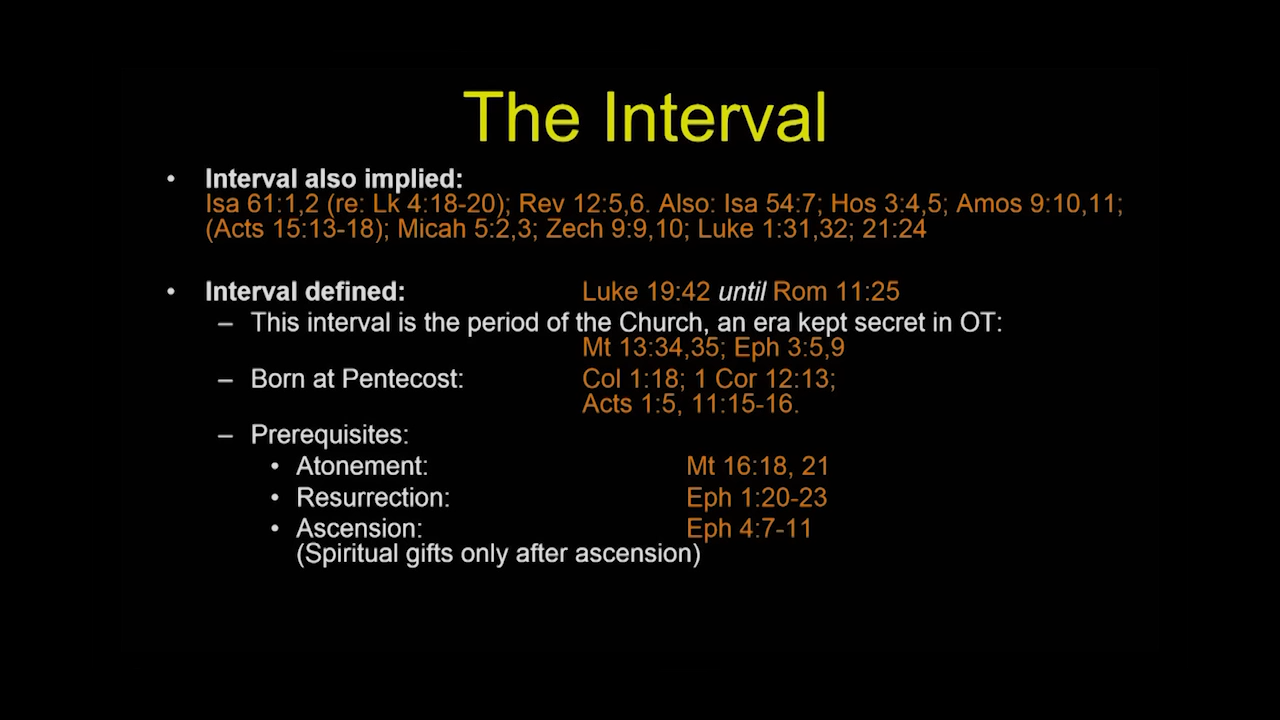 The Interval
• Interval also implied:
Isa 61:1,2 (re: Lk 4:18-20); Rev 12:5,6. Also: Isa 54:7; Hos 3:4,5; Amos 9:10,11;
(Acts 15:13-18); Micah 5:2,3; Zech 9:9,10; Luke 1:31,32; 21:24
• Interval defined: Luke 19:42 until Rom 11:25
– This interval is the period of the Church, an era kept secret in OT:
Mt 13:34,35; Eph 3:5,9
– Born at Pentecost: Col 1:18; 1 Cor 12:13;
Acts 1:5, 11:15-16.
– Prerequisites:
• Atonement: Mt 16:18, 21
• Resurrection: Eph 1:20-23
• Ascension: Eph 4:7-11
(Spiritual gifts only after ascension)